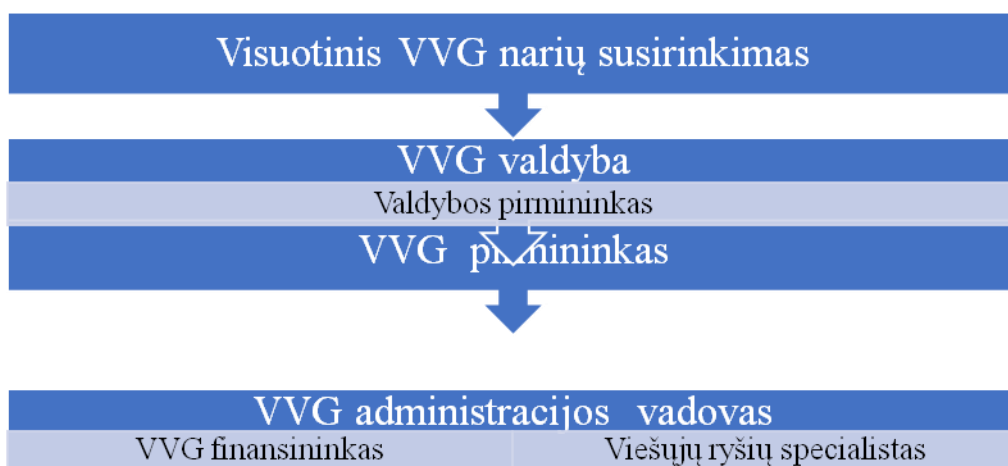 Visuotinis VVG narių susirinkimas
VVG valdyba
Valdybos pirmininkas
VVG pirmininkas
VVG administracijos vadovas
VVG finansininkas
Viešųjų ryšių specialistas